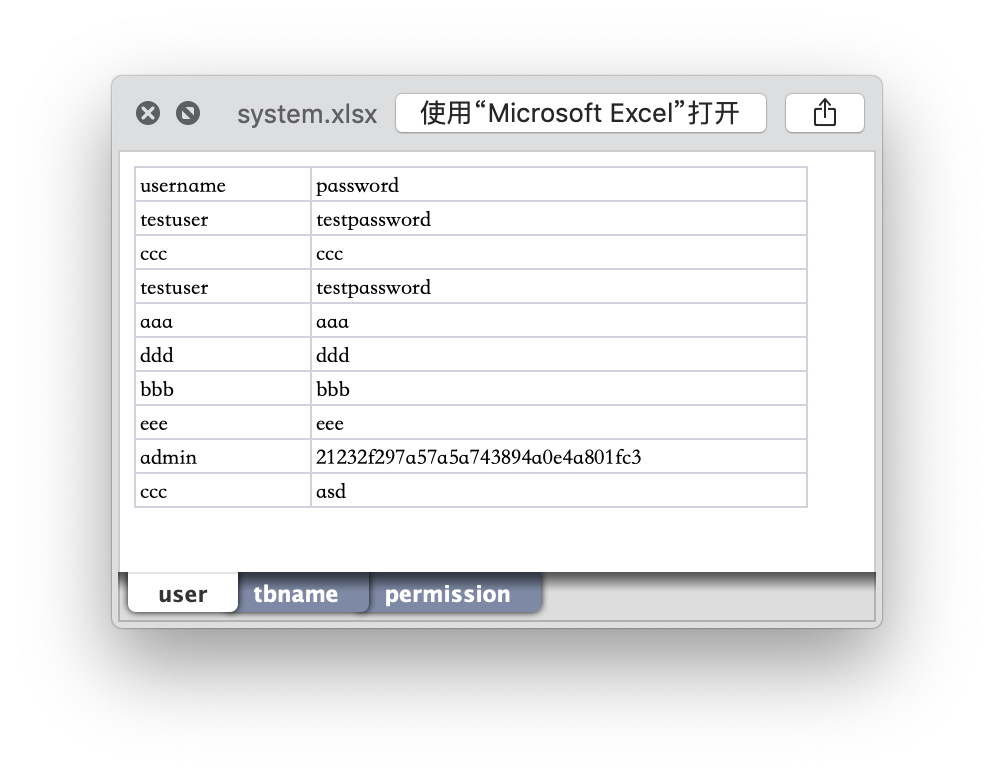 system.xlsx 使用“Microsoft Excel”打开
username password
testuser testpassword
ccc ccc
testuser testpassword
aaa aaa
ddd ddd
bbb bbb
eee eee
admin 21232f297a57a5a743894a0e4a801fc3
ccc asd
user tbname permission